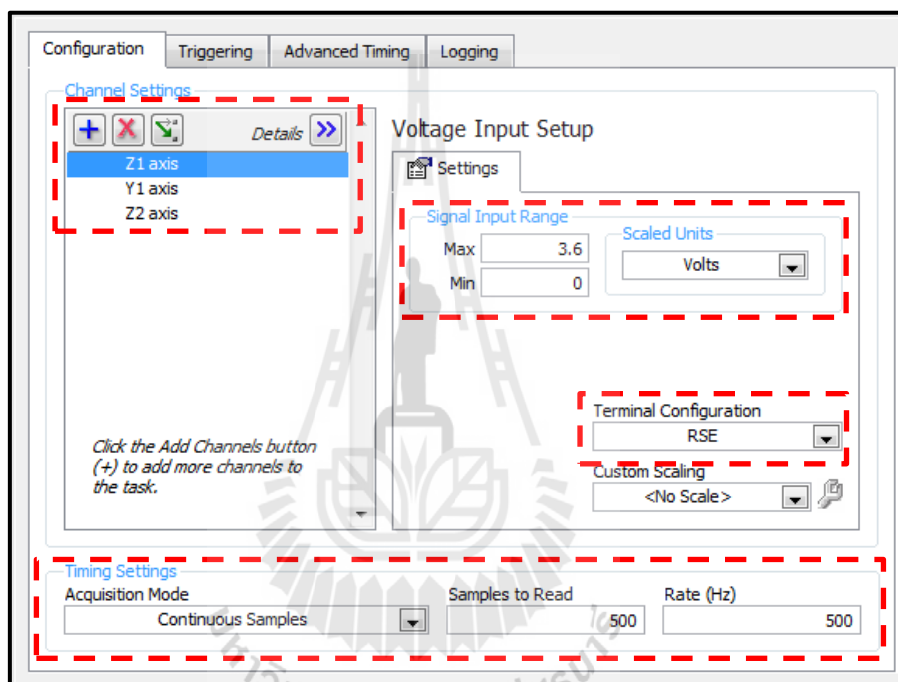 Configuration
Triggering
Advanced Timing
Logging
Channel Settings
Details
Z1 axis
Y1 axis
Z2 axis
Click the Add Channels button
(+) to add more channels to
the task.
Voltage Input Setup
Settings
Signal Input Range
Max 3.6
Min 0
Scaled Units
Volts
Terminal Configuration
RSE
Custom Scaling
<No Scale>
Timing Settings
Acquisition Mode
Continuous Samples
Samples to Read
500
Rate (Hz)
500